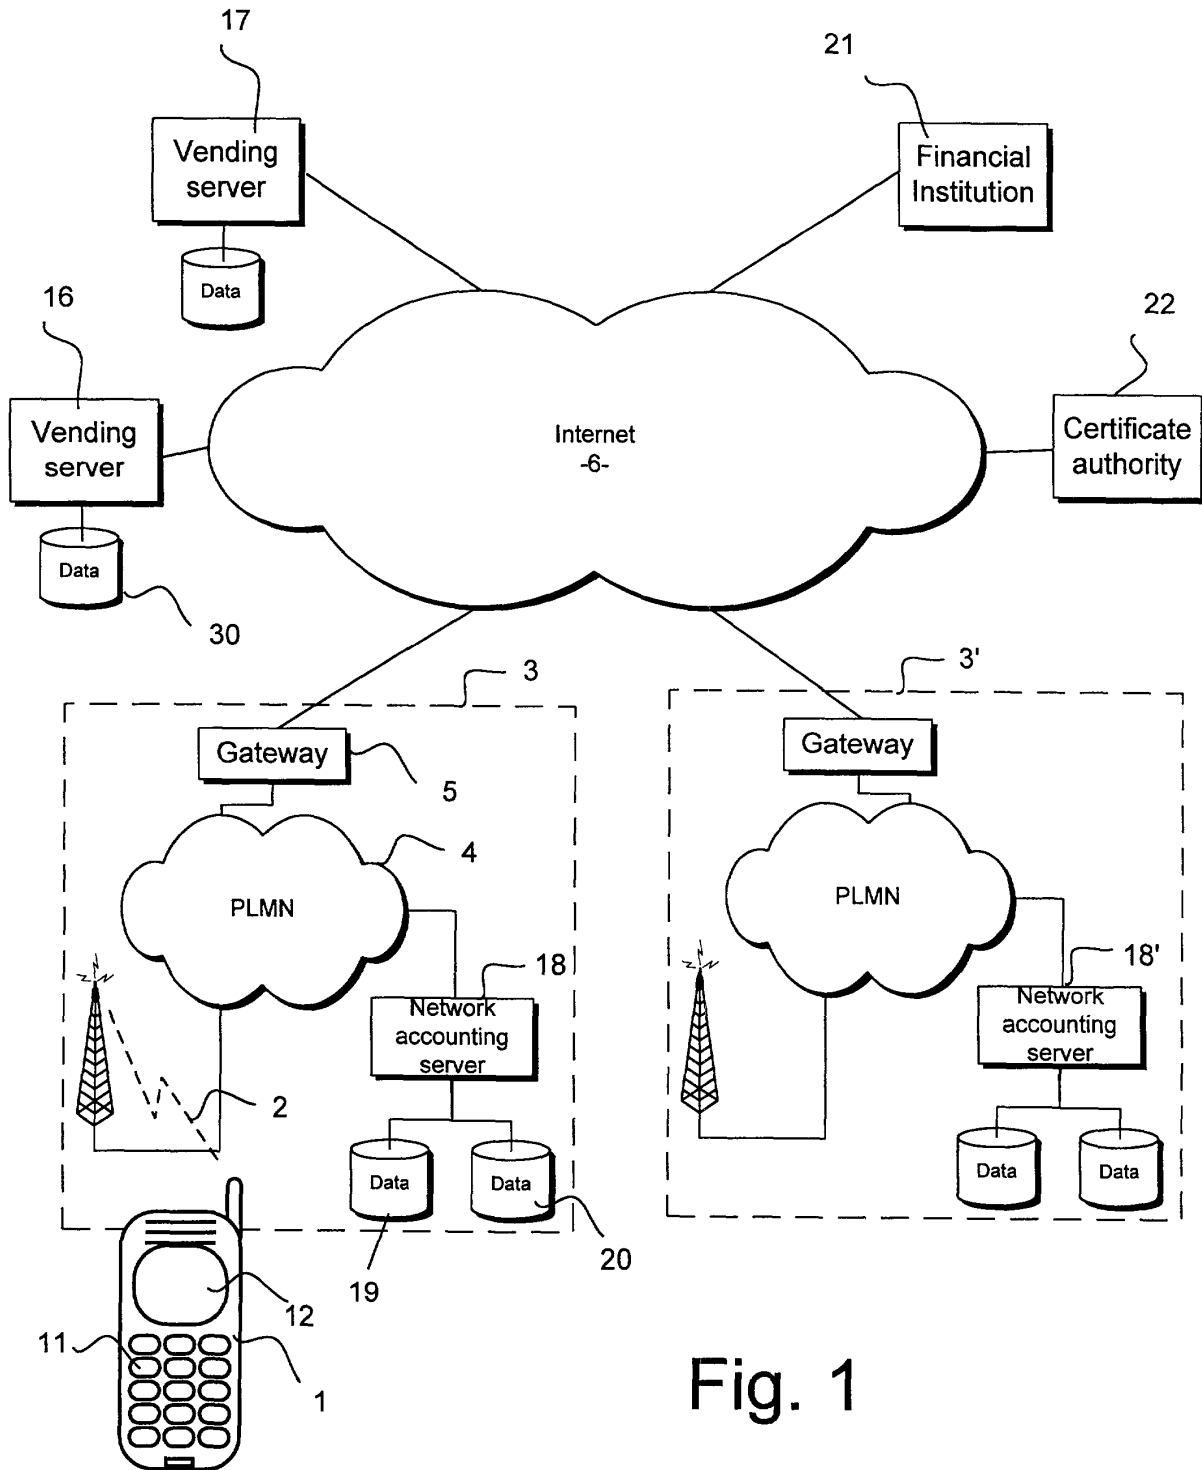 17
21
Vending
server
Financial
Institution
Data
16
22
Vending
server
Internet
-6-
Certificate
authority
Data
30
3
3'
Gateway
Gateway
5
4
PLMN
PLMN
18
18'
Network
accounting
server
Network
accounting
server
2
Data
Data
Data
Data
20
19
12
11
1
Fig. 1